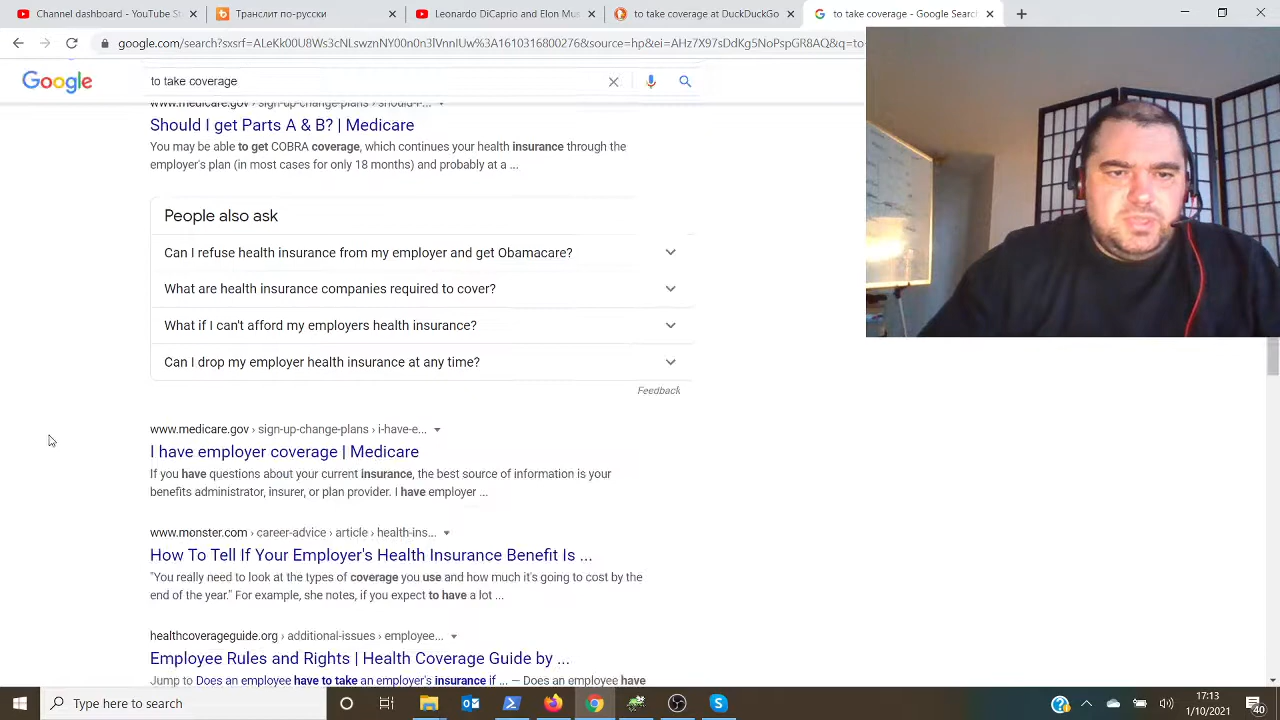 Channel dashboard - YouTube St
Транскрипт-русски
Leonardo DiCaprio and Elon Mus
to take coverage at DuckDuckGo
to take coverage - Google Search
google.com/search?sxsrf=ALeKk00U8Ws3cNLswznNY00n0n3lVnnIUw%3A1610316800276&source=hp&ei=AHz7X97sDdKg5NoPspGR8AQ&q=to
Google
to take coverage
www.medicare.gov › sign-up-change-plans › should-i-...
Should I get Parts A & B? | Medicare
You may be able to get COBRA coverage, which continues your health insurance through the
employer's plan (in most cases for only 18 months) and probably at a ...
People also ask
Can I refuse health insurance from my employer and get Obamacare?
What are health insurance companies required to cover?
What if I can't afford my employers health insurance?
Can I drop my employer health insurance at any time?
Feedback
www.medicare.gov › sign-up-change-plans › i-have-e...
I have employer coverage | Medicare
If you have questions about your current insurance, the best source of information is your
benefits administrator, insurer, or plan provider. I have employer ...
www.monster.com › career-advice › article › health-ins...
How To Tell If Your Employer's Health Insurance Benefit Is ...
"You really need to look at the types of coverage you use and how much it's going to cost by the
end of the year." For example, she notes, if you expect to have a lot ...
healthcoverageguide.org › additional-issues › employee...
Employee Rules and Rights | Health Coverage Guide by ...
Jump to Does an employee have to take an employer's insurance if ... — Does an employee have
Type here to search
17:13
1/10/2021
40